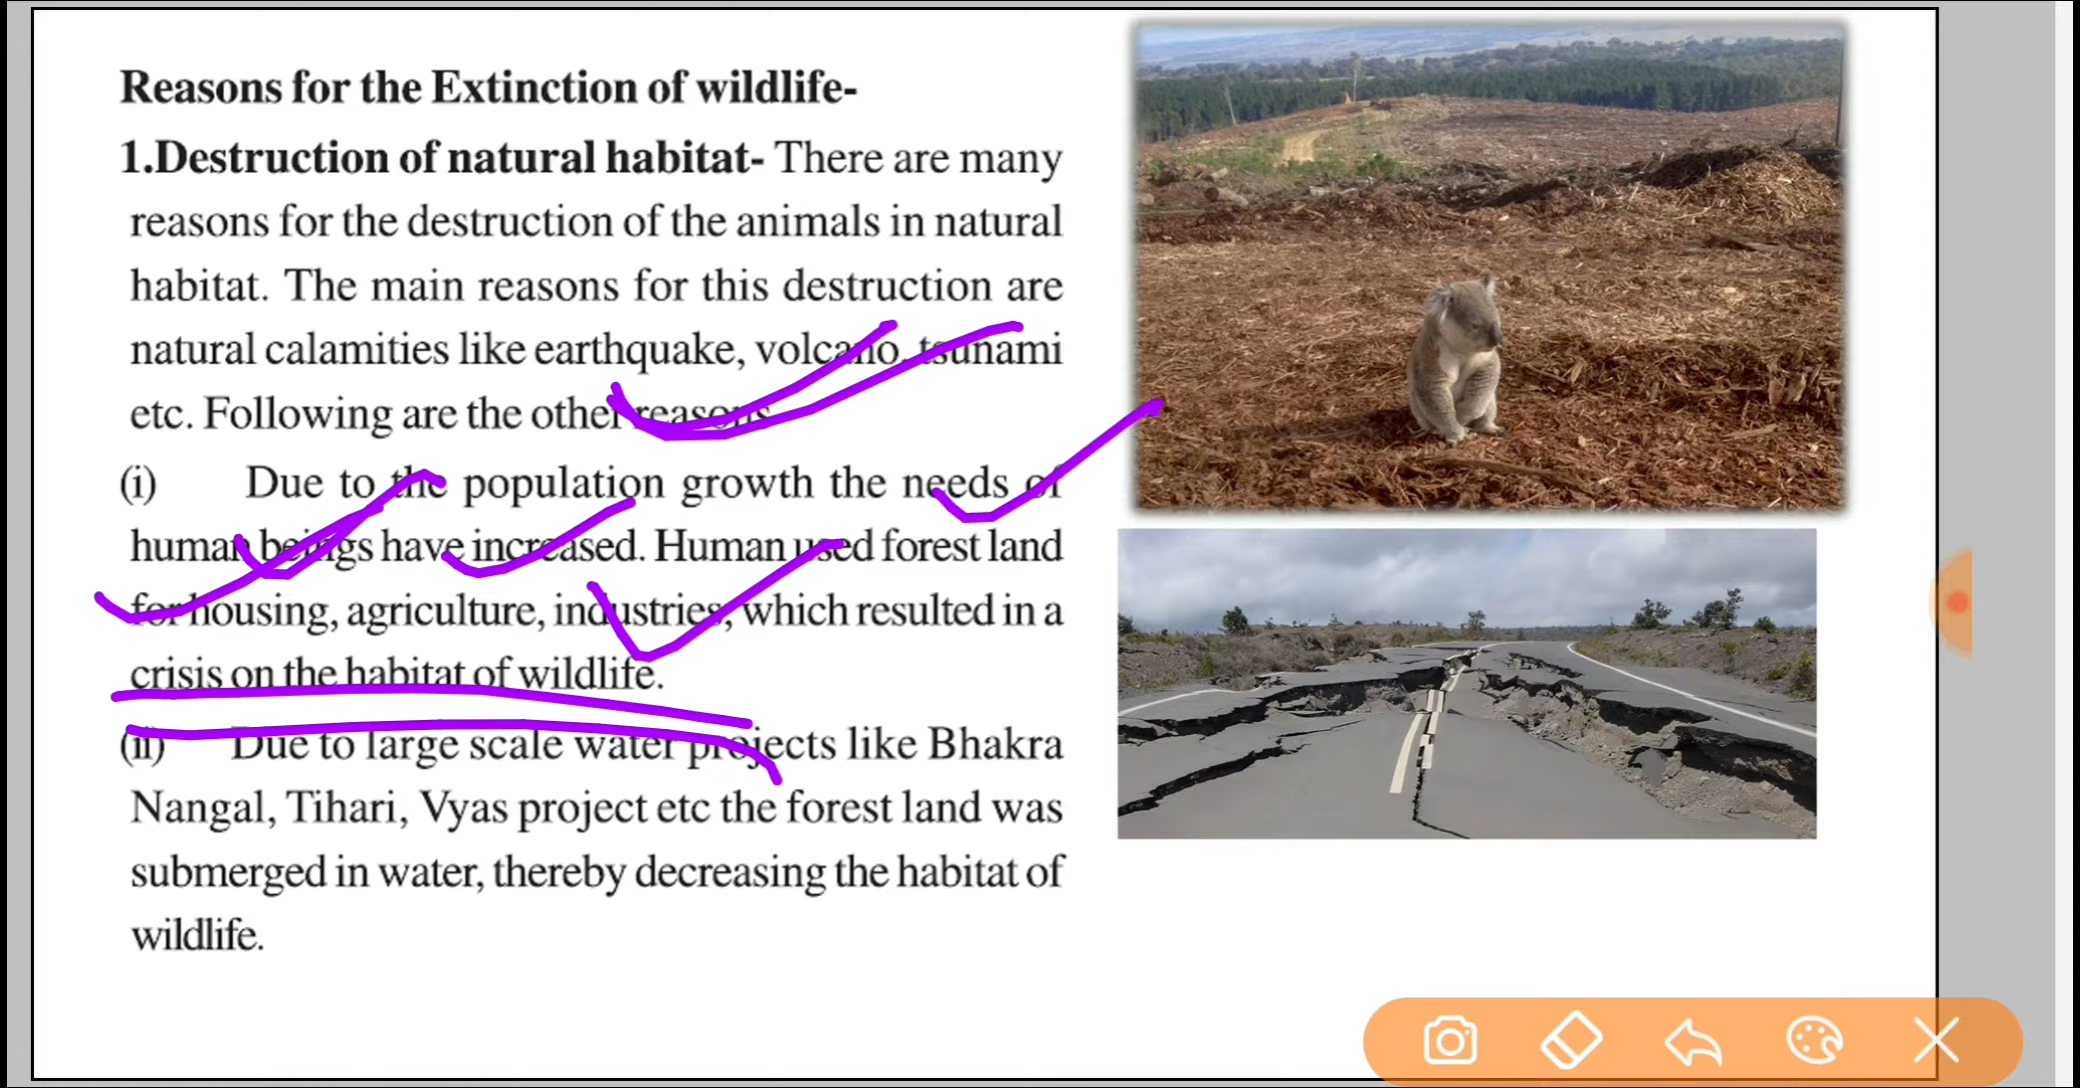 Reasons for the Extinction of wildlife-
1.Destruction of natural habitat- There are many
reasons for the destruction of the animals in natural
habitat. The main reasons for this destruction are
natural calamities like earthquake, volcano, tsunami
etc. Following are the other reasons
(i) Due to the population growth the needs of
human beings have increased. Human used forest land
for housing, agriculture, industries, which resulted in a
crisis on the habitat of wildlife.
(ii) Due to large scale water projects like Bhakra
Nangal, Tihari, Vyas project etc the forest land was
submerged in water, thereby decreasing the habitat of
wildlife.